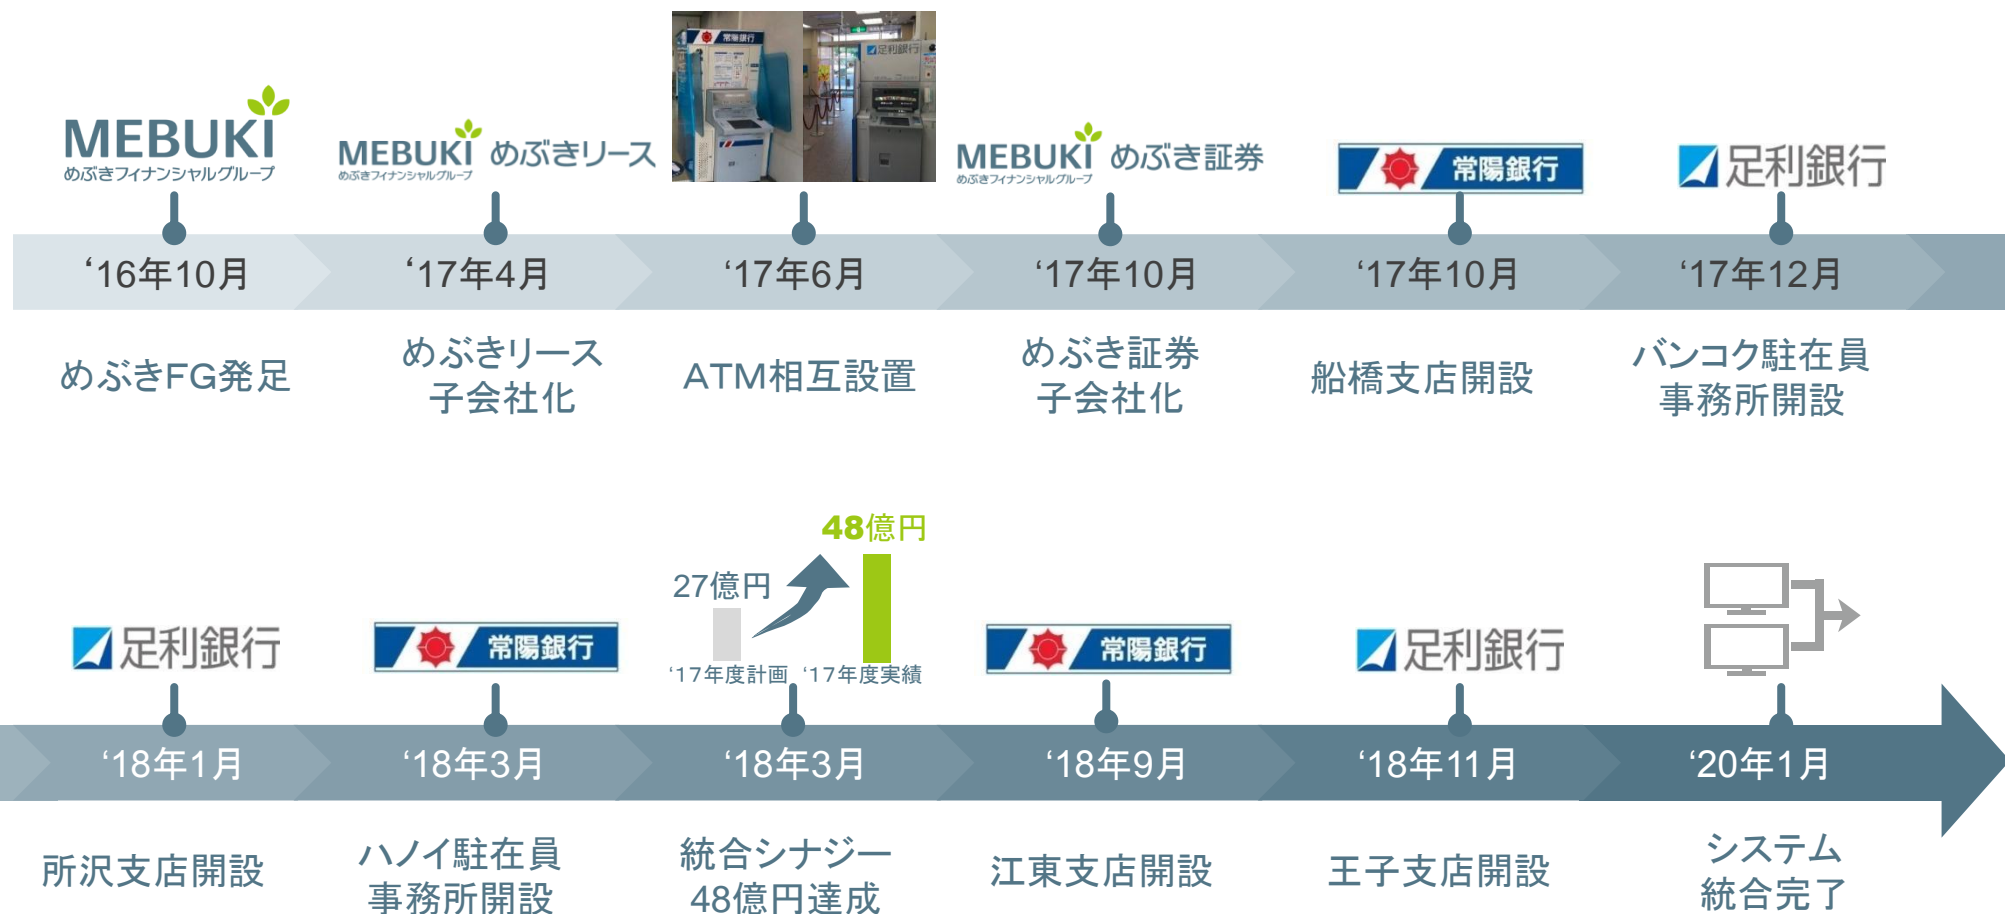 常陽銀行
足利銀行
MEBUKI
めぶきフィナンシャルグループ
MEBUKI めぶきリース
めぶきフィナンシャルグループ
MEBUKI めぶき証券
めぶきフィナンシャルグループ
常陽銀行
足利銀行
‘16年10月
‘17年4月
‘17年6月
‘17年10月
‘17年10月
‘17年12月
めぶきFG発足
めぶきリース
子会社化
ATM相互設置
めぶき証券
子会社化
船橋支店開設
バンコク駐在員
事務所開設
足利銀行
常陽銀行
48億円
27億円
‘17年度計画
‘17年度実績
常陽銀行
足利銀行
‘18年1月
‘18年3月
‘18年3月
‘18年9月
‘18年11月
‘20年1月
所沢支店開設
ハノイ駐在員
事務所開設
統合シナジー
48億円達成
江東支店開設
王子支店開設
システム
統合完了